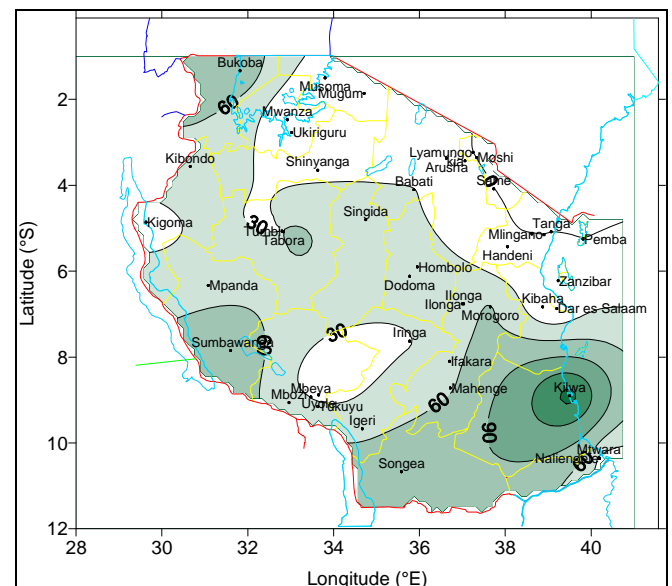 Bukoba
60
Musoma
Mugum
Mwanza
2
Ukiriguru
Kibondo
Shinyanga
Lyamungo
Moshi
Kia
Arusha
4
Babati
Same
Kigoma
30
Singida
Tumbi
Tabora
Tanga
Mlingano
Pemba
Handeni
6
Hombolo
Dodoma
Mpanda
Ilonga
Ilonga
Zanzibar
Kibaha
Morogoro
Dar es Salaam
Latitude (°S)
30
Iringa
Sumbawanga
60
8
Ifakara
Mbeya
Mahenge
Kilwa
Mbozi
Uyole
Tukuyu
60
Igeri
90
10
Songea
Mtwara
60
12
28
30
32
34
36
38
40
Longitude (°E)